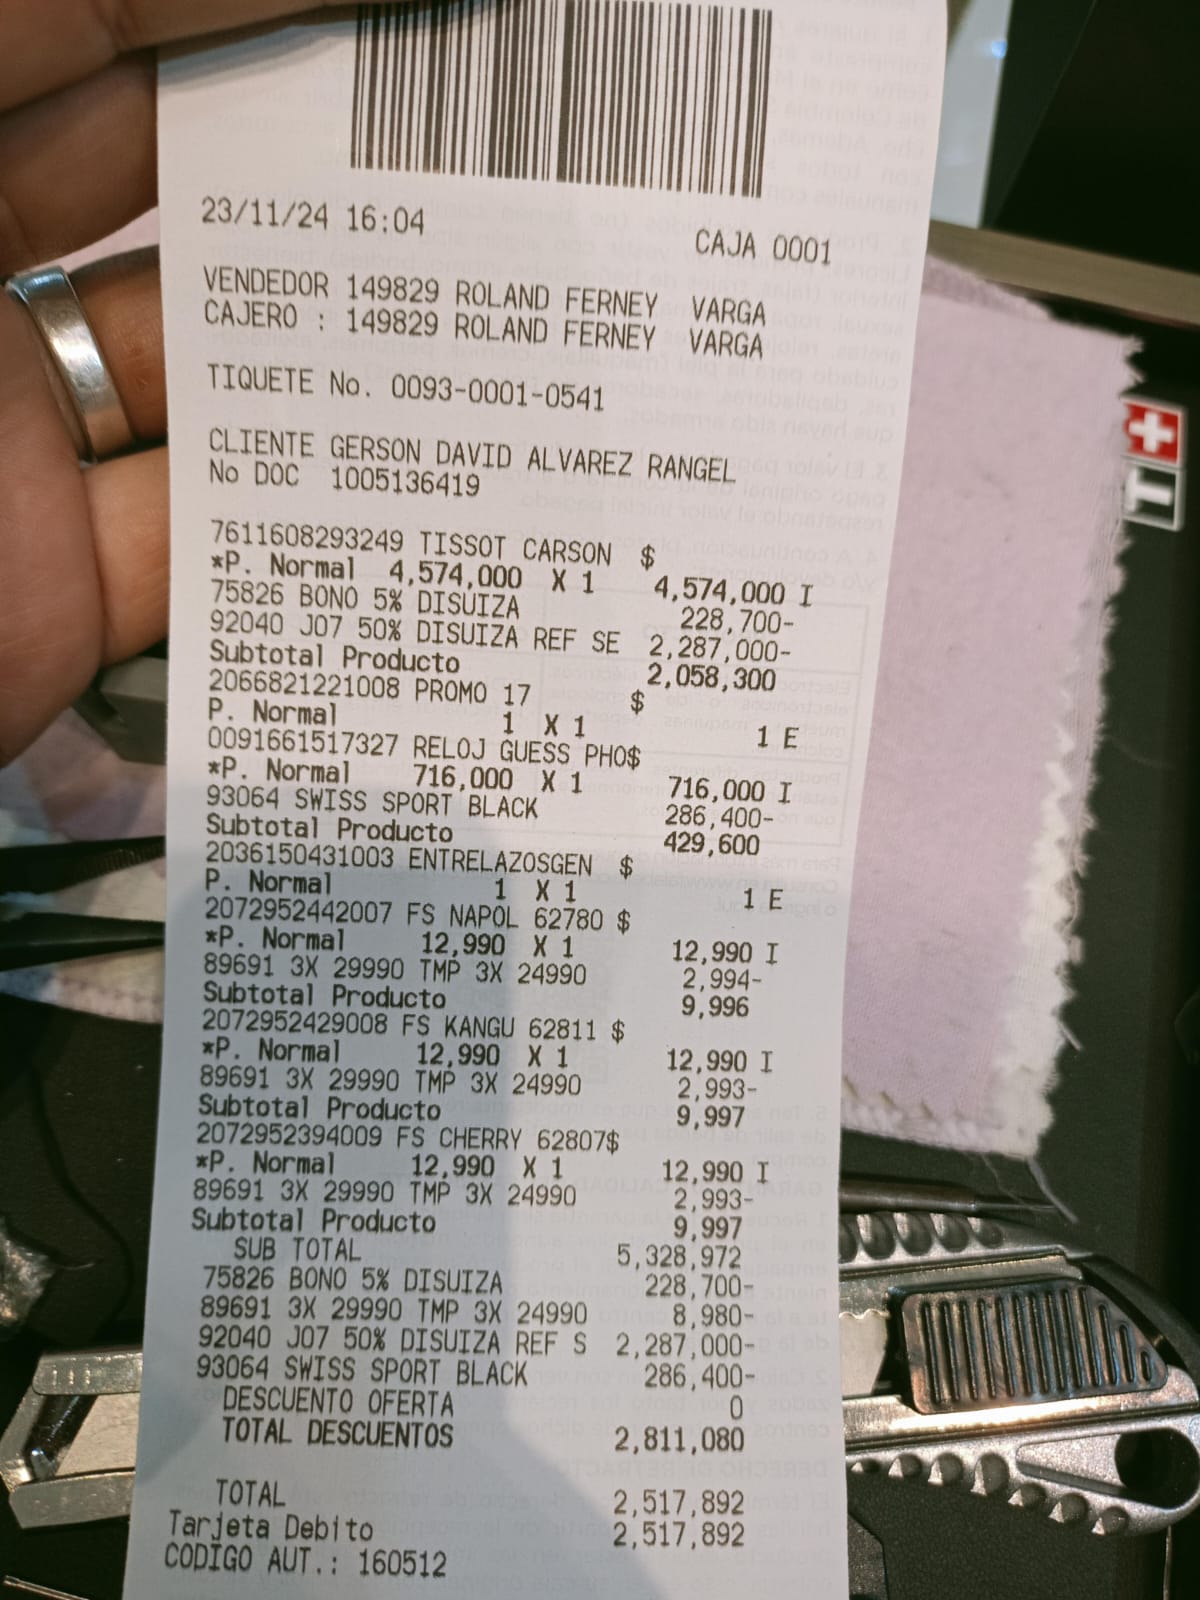 23/11/24 16:04 CAJA 0001
VENDEDOR 149829 ROLAND FERNEY VARGA
CAJERO : 149829 ROLAND FERNEY VARGA
TIQUETE No. 0093-0001-0541
CLIENTE GERSON DAVID ALVAREZ RANGEL
No DOC 1005136419
7611608293249 TISSOT CARSON $
*P. Normal 4,574,000 X 1 4,574,000 I
75826 BONO 5% DISUIZA 228,700-
92040 J07 50% DISUIZA REF SE 2,287,000-
Subtotal Producto 2,058,300
2066821221008 PROMO 17 $
P. Normal 1 X 1 1 E
0091661517327 RELOJ GUESS PHO$
*P. Normal 716,000 X 1 716,000 I
93064 SWISS SPORT BLACK 286,400-
Subtotal Producto 429,600
2036150431003 ENTRELAZOSGEN $
P. Normal 1 X 1 1 E
2072952442007 FS NAPOL 62780 $
*P. Normal 12,990 X 1 12,990 I
89691 3X 29990 TMP 3X 24990 2,994-
Subtotal Producto 9,996
2072952429008 FS KANGU 62811 $
*P. Normal 12,990 X 1 12,990 I
89691 3X 29990 TMP 3X 24990 2,993-
Subtotal Producto 9,997
2072952394009 FS CHERRY 62807$
*P. Normal 12,990 X 1 12,990 I
89691 3X 29990 TMP 3X 24990 2,993-
Subtotal Producto 9,997
SUB TOTAL 5,328,972
75826 BONO 5% DISUIZA 228,700-
89691 3X 29990 TMP 3X 24990 8,980-
92040 J07 50% DISUIZA REF S 2,287,000-
93064 SWISS SPORT BLACK 286,400-
DESCUENTO OFERTA 0
TOTAL DESCUENTOS 2,811,080
TOTAL 2,517,892
Tarjeta Debito 2,517,892
CODIGO AUT.: 160512
T+